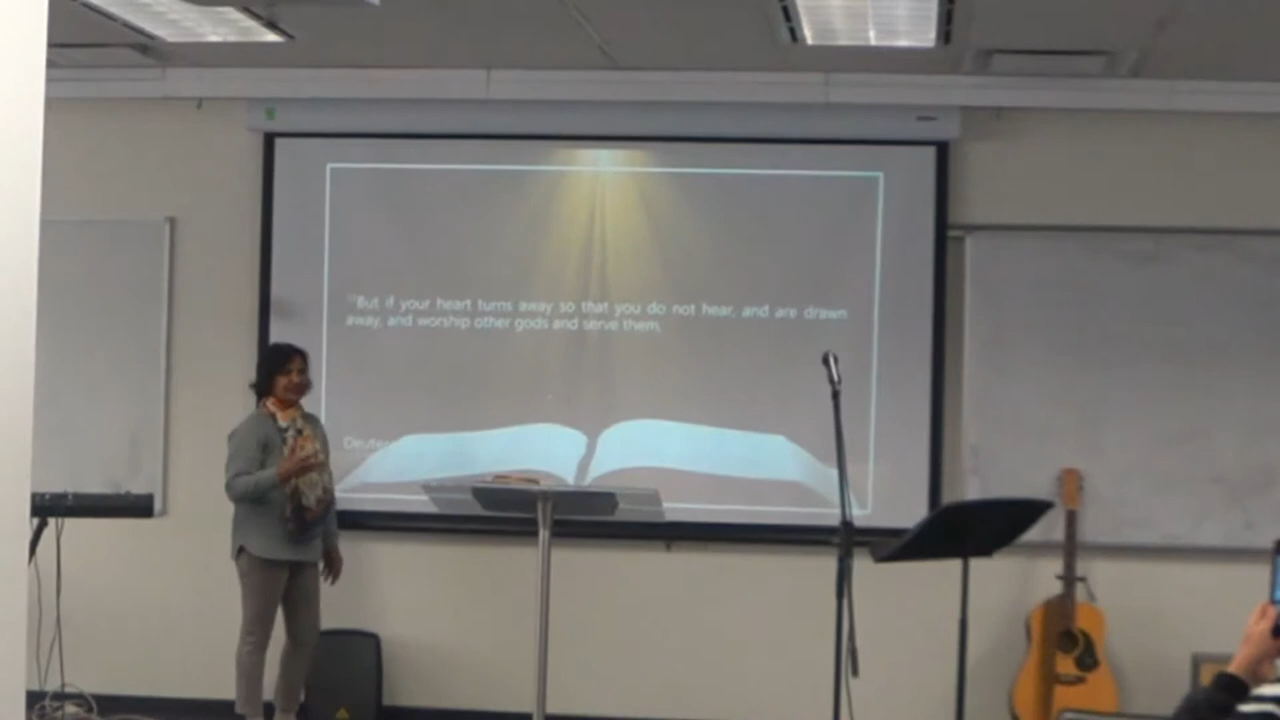 ¹⁷But if your heart turns away so that you do not hear, and are drawn
away, and worship other gods and serve them,
Deuter